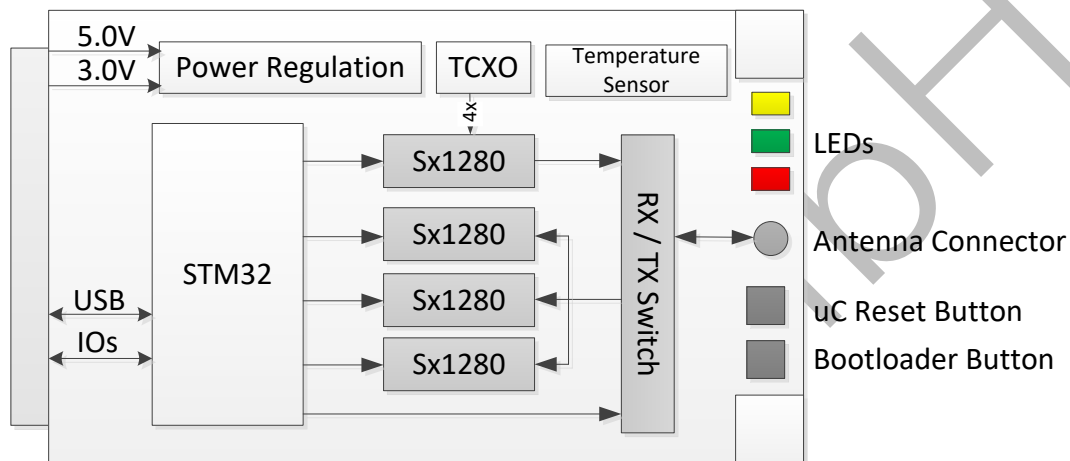 5.0V
3.0V
Power Regulation
TCXO
Temperature
Sensor
4x
Sx1280
LEDs
Sx1280
STM32
Sx1280
Sx1280
RX / TX Switch
Antenna Connector
USB
IOs
uC Reset Button
Bootloader Button